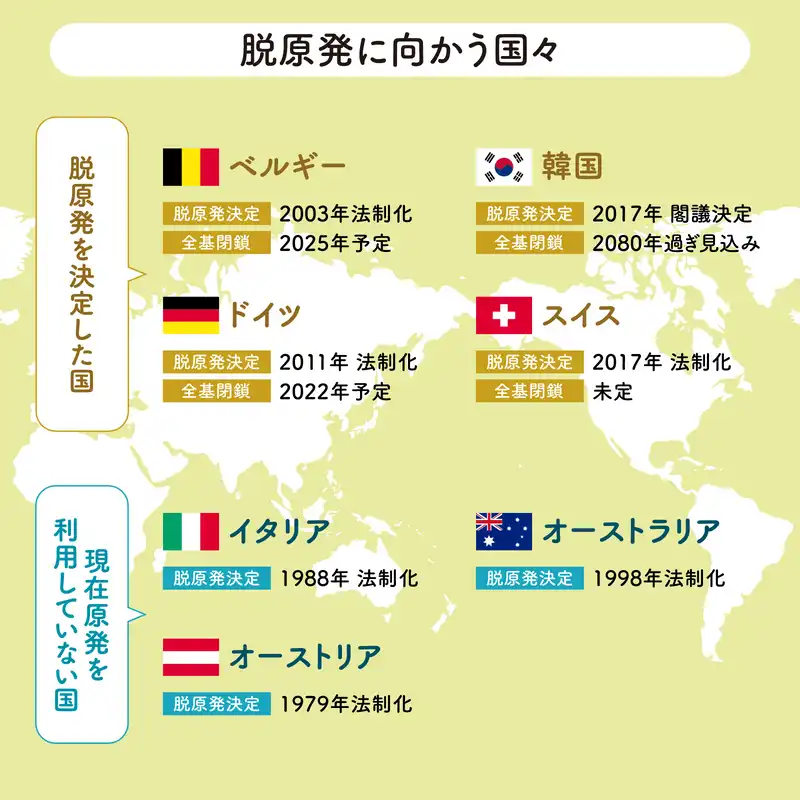 脱原発に向かう国々
脱原発を決定した国
ベルギー
脱原発決定 2003年法制化
全基閉鎖 2025年予定
韓国
脱原発決定 2017年 閣議決定
全基閉鎖 2080年過ぎ見込み
ドイツ
脱原発決定 2011年 法制化
全基閉鎖 2022年予定
スイス
脱原発決定 2017年 法制化
全基閉鎖 未定
現在原発を
利用していない国
イタリア
脱原発決定 1988年 法制化
オーストラリア
脱原発決定 1998年法制化
オーストリア
脱原発決定 1979年法制化